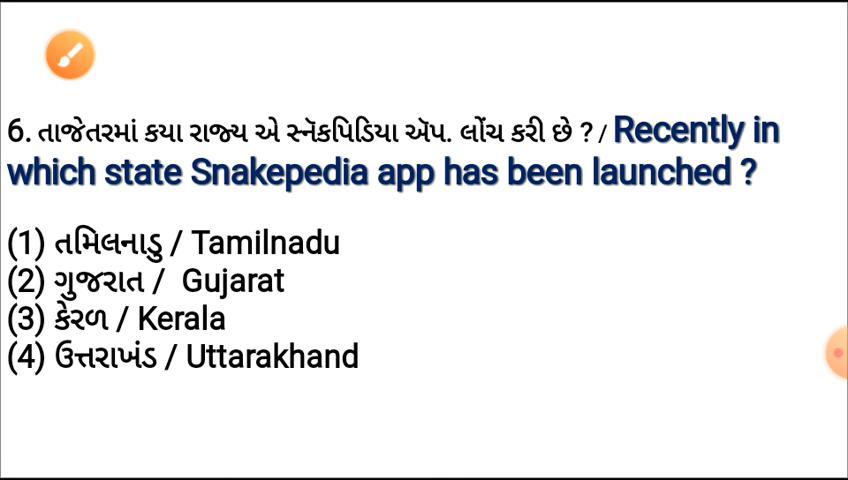 6. તાજેતરમાં કયા રાજ્ય એ સ્નૅકપિડિયા ઍપ. લોંચ કરી છે ? / Recently in
which state Snakepedia app has been launched ?
(1) તમિલનાડુ / Tamilnadu
(2) ગુજરાત / Gujarat
(3) કેરળ / Kerala
(4) ઉત્તરાખંડ / Uttarakhand